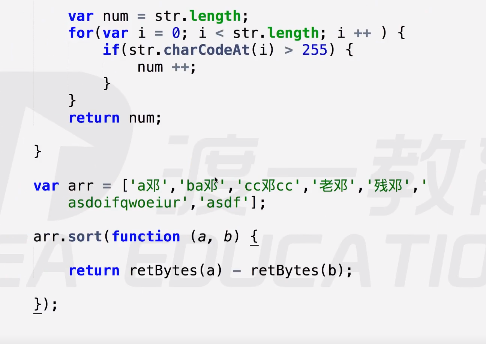 var num = str.length;
for(var i = 0; i < str.length; i ++ ) {
if(str.charCodeAt(i) > 255) {
num ++;
}
}
return num;
}
var arr = ['a邓','ba邓','cc邓cc','老邓','残邓','
asdoifqwoeiur','asdf'];
arr.sort(function (a, b) {
return retBytes(a) - retBytes(b);
});
渡一教育
EDUCATION